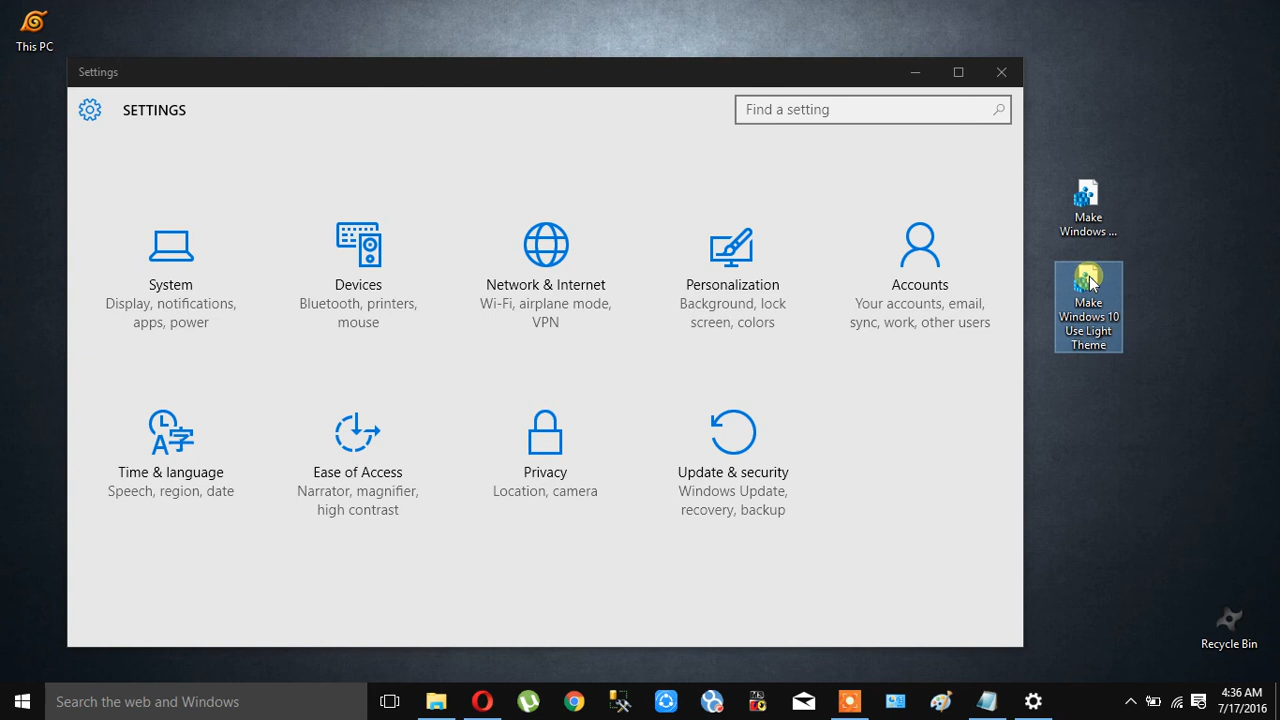 This PC
Settings
SETTINGS
Find a setting
System
Display, notifications,
apps, power
Devices
Bluetooth, printers,
mouse
Network & Internet
Wi-Fi, airplane mode,
VPN
Personalization
Background, lock
screen, colors
Accounts
Your accounts, email,
sync, work, other users
Time & language
Speech, region, date
Ease of Access
Narrator, magnifier,
high contrast
Privacy
Location, camera
Update & security
Windows Update,
recovery, backup
Make
Windows ...
Make
Windows 10
Use Light
Theme
Recycle Bin
Search the web and Windows
4:36 AM
7/17/2016